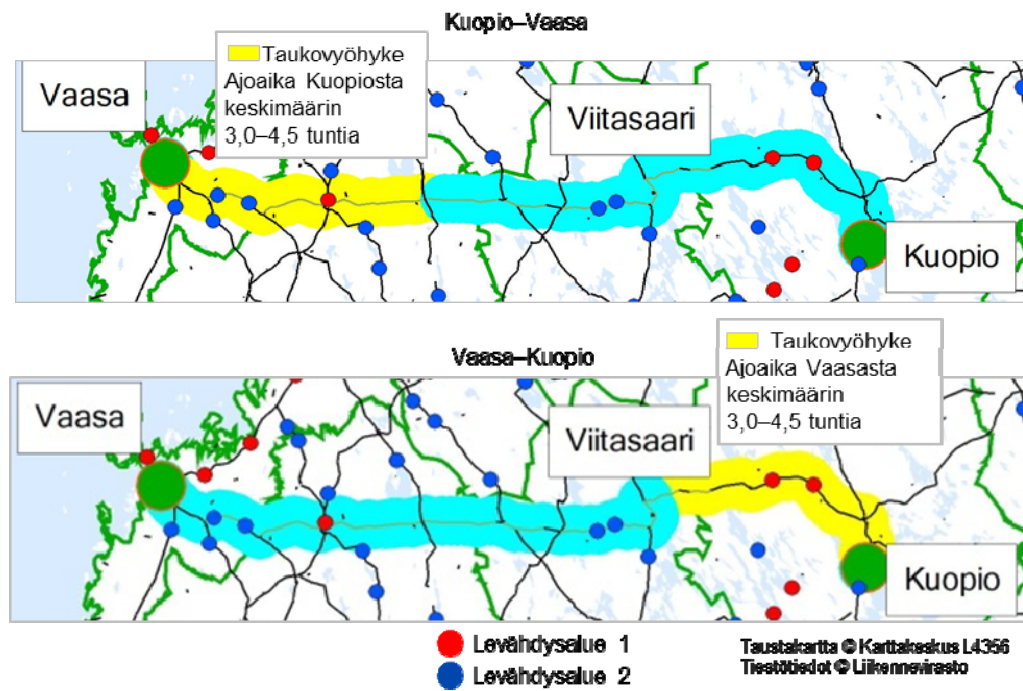 Kuopio–Vaasa
Taukovyöhyke
Ajoaika Kuopiosta
keskimäärin
3,0–4,5 tuntia
Vaasa
Viitasaari
Kuopio
Vaasa–Kuopio
Taukovyöhyke
Ajoaika Vaasasta
keskimäärin
3,0–4,5 tuntia
Vaasa
Viitasaari
Kuopio
Levähdysalue 1
Levähdysalue 2
Taustakartta © Karttakeskus L4356
Tiestötiedot © Liikennevirasto